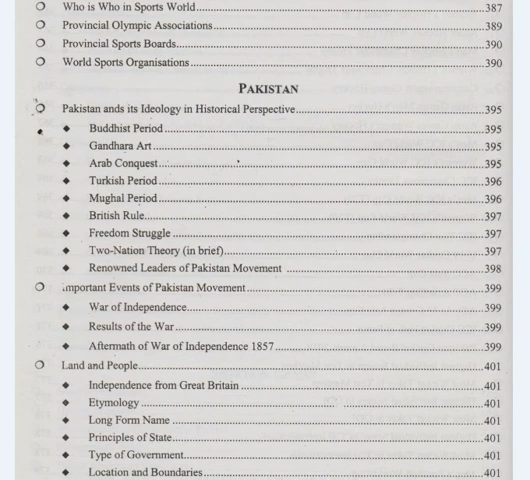 ❍ Who is Who in Sports World........387
❍ Provincial Olympic Associations........389
❍ Provincial Sports Boards........390
❍ World Sports Organisations........390
PAKISTAN
❍ Pakistan ands its Ideology in Historical Perspective........395
◆ Buddhist Period........395
◆ Gandhara Art........395
◆ Arab Conquest........395
◆ Turkish Period........396
◆ Mughal Period........396
◆ British Rule........397
◆ Freedom Struggle........397
◆ Two-Nation Theory (in brief)........397
◆ Renowned Leaders of Pakistan Movement........398
❍ Important Events of Pakistan Movement........399
◆ War of Independence........399
◆ Results of the War........399
◆ Aftermath of War of Independence 1857........399
❍ Land and People........401
◆ Independence from Great Britain........401
◆ Etymology........401
◆ Long Form Name........401
◆ Principles of State........401
◆ Type of Government........401
◆ Location and Boundaries........401